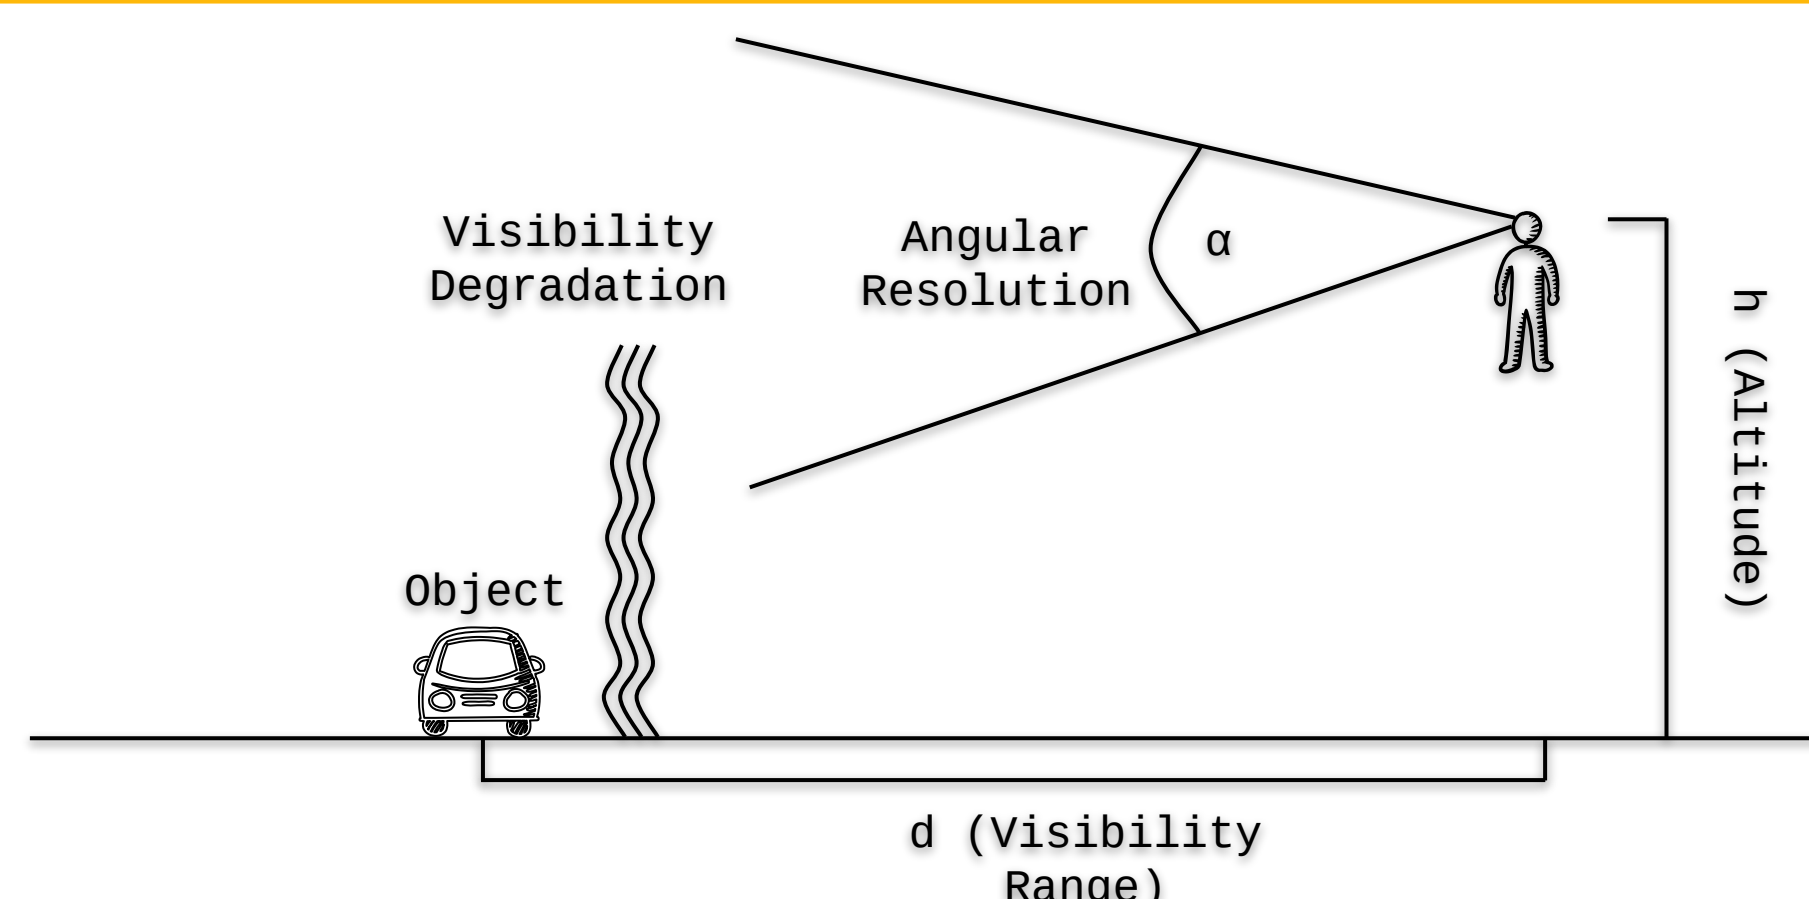 Visibility
Degradation
Angular
Resolution
α
h (Altitude)
Object
d (Visibility
Range)